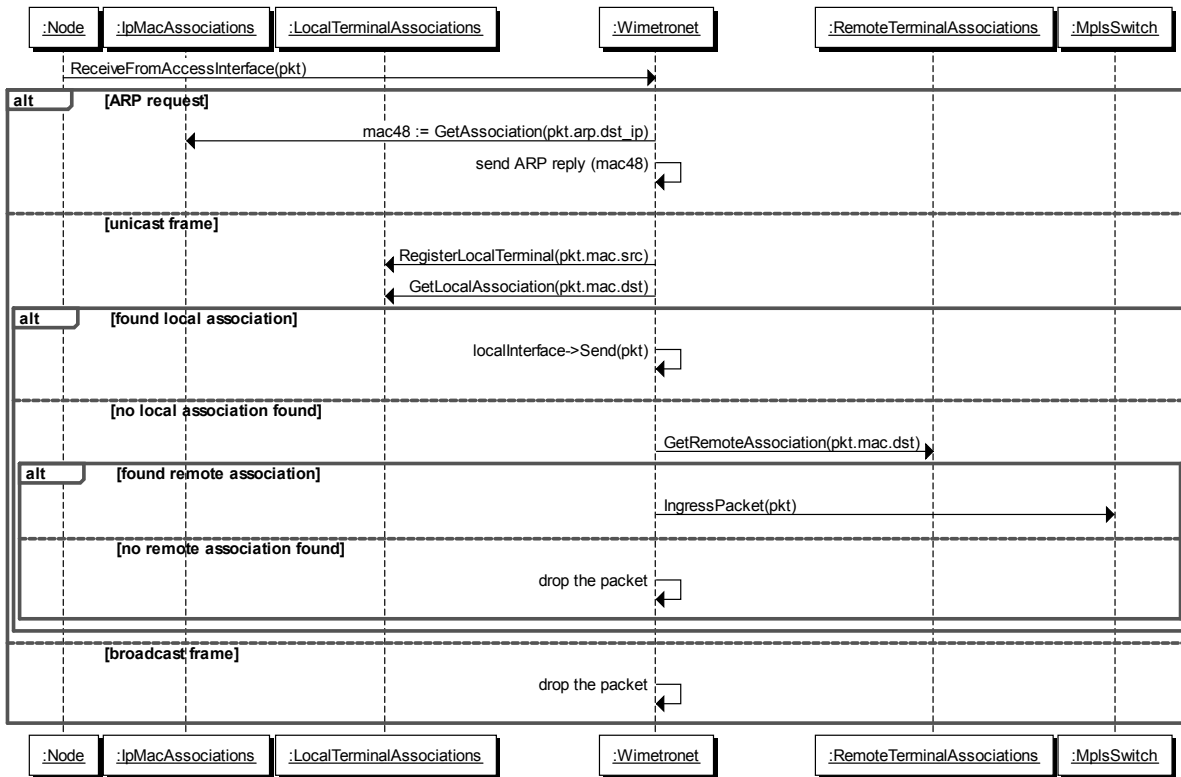 :Node :IpMacAssociations :LocalTerminalAssociations :Wimetronet :RemoteTerminalAssociations :MplsSwitch
ReceiveFromAccessInterface(pkt)
alt [ARP request]
mac48 := GetAssociation(pkt.arp.dst_ip)
send ARP reply (mac48)
[unicast frame]
RegisterLocalTerminal(pkt.mac.src)
GetLocalAssociation(pkt.mac.dst)
alt [found local association]
localInterface->Send(pkt)
[no local association found]
GetRemoteAssociation(pkt.mac.dst)
alt [found remote association]
IngressPacket(pkt)
[no remote association found]
drop the packet
[broadcast frame]
drop the packet
:Node :IpMacAssociations :LocalTerminalAssociations :Wimetronet :RemoteTerminalAssociations :MplsSwitch